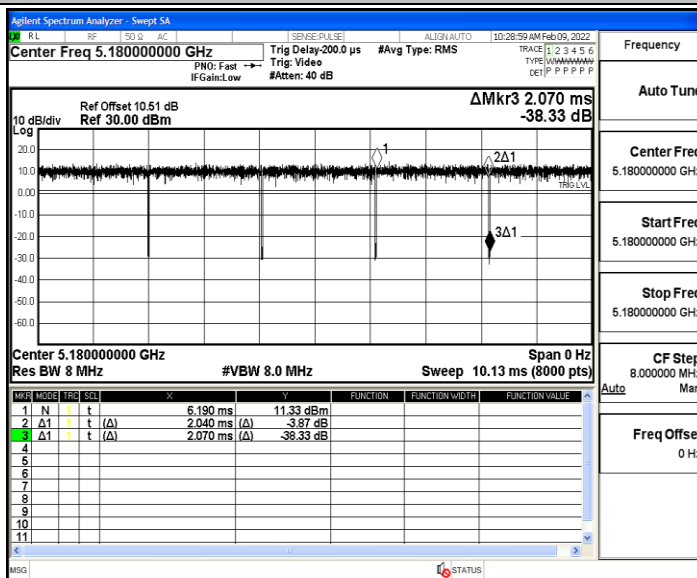 Agilent Spectrum Analyzer - Swept SA
RL RF 50 Ω AC SENSE:PULSE ALIGN AUTO 10:28:59 AM Feb 09, 2022
Center Freq 5.180000000 GHz Trig Delay-200.0 µs #Avg Type: RMS TRACE 1 2 3 4 5 6
PNO: Fast Trig: Video TYPE
IFGain:Low #Atten: 40 dB DET P P P P P P
ΔMkr3 2.070 ms
-38.33 dB
Ref Offset 10.51 dB
10 dB/div Ref 30.00 dBm
Log
20.0
10.0
0.00
-10.0
-20.0
-30.0
-40.0
-50.0
-60.0
1
2Δ1
TRIG LVL
3Δ1
Center 5.180000000 GHz Span 0 Hz
Res BW 8 MHz #VBW 8.0 MHz Sweep 10.13 ms (8000 pts)
MKR MODE TRC SCL X Y FUNCTION FUNCTION WIDTH FUNCTION VALUE
1 N 1 t 6.190 ms 11.33 dBm
2 Δ1 1 t (Δ) 2.040 ms (Δ) -3.87 dB
3 Δ1 1 t (Δ) 2.070 ms (Δ) -38.33 dB
4
5
6
7
8
9
10
11
MSG STATUS
Frequency
Auto Tune
Center Freq
5.180000000 GHz
Start Freq
5.180000000 GHz
Stop Freq
5.180000000 GHz
CF Step
8.000000 MHz
Auto Man
Freq Offset
0 Hz